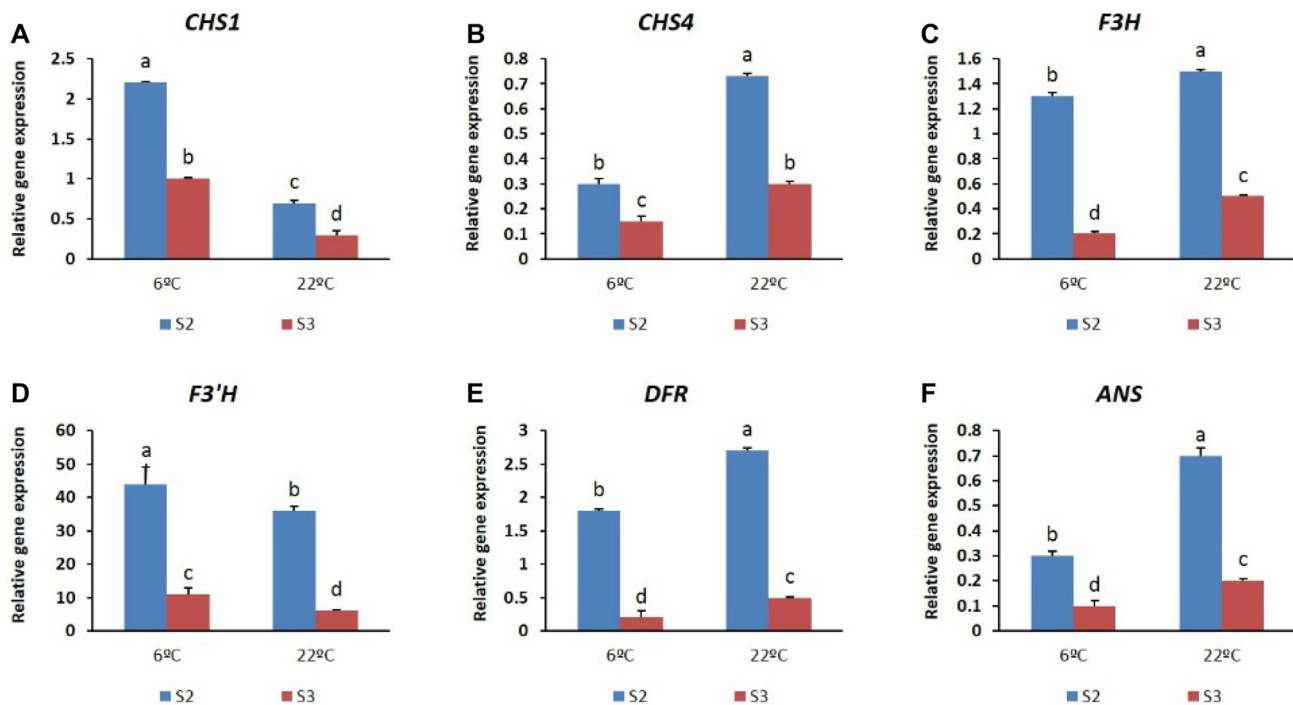 A
CHS1
Relative gene expression
2.5
2
1.5
1
0.5
0
a
b
c
d
6ºC
22ºC
S2
S3
B
CHS4
Relative gene expression
0.8
0.7
0.6
0.5
0.4
0.3
0.2
0.1
0
b
c
a
b
6ºC
22ºC
S2
S3
C
F3H
Relative gene expression
1.6
1.4
1.2
1
0.8
0.6
0.4
0.2
0
b
d
a
c
6ºC
22ºC
S2
S3
D
F3'H
Relative gene expression
60
50
40
30
20
10
0
a
c
b
d
6ºC
22ºC
S2
S3
E
DFR
Relative gene expression
3
2.5
2
1.5
1
0.5
0
b
d
a
c
6ºC
22ºC
S2
S3
F
ANS
Relative gene expression
0.8
0.7
0.6
0.5
0.4
0.3
0.2
0.1
0
b
d
a
c
6ºC
22ºC
S2
S3